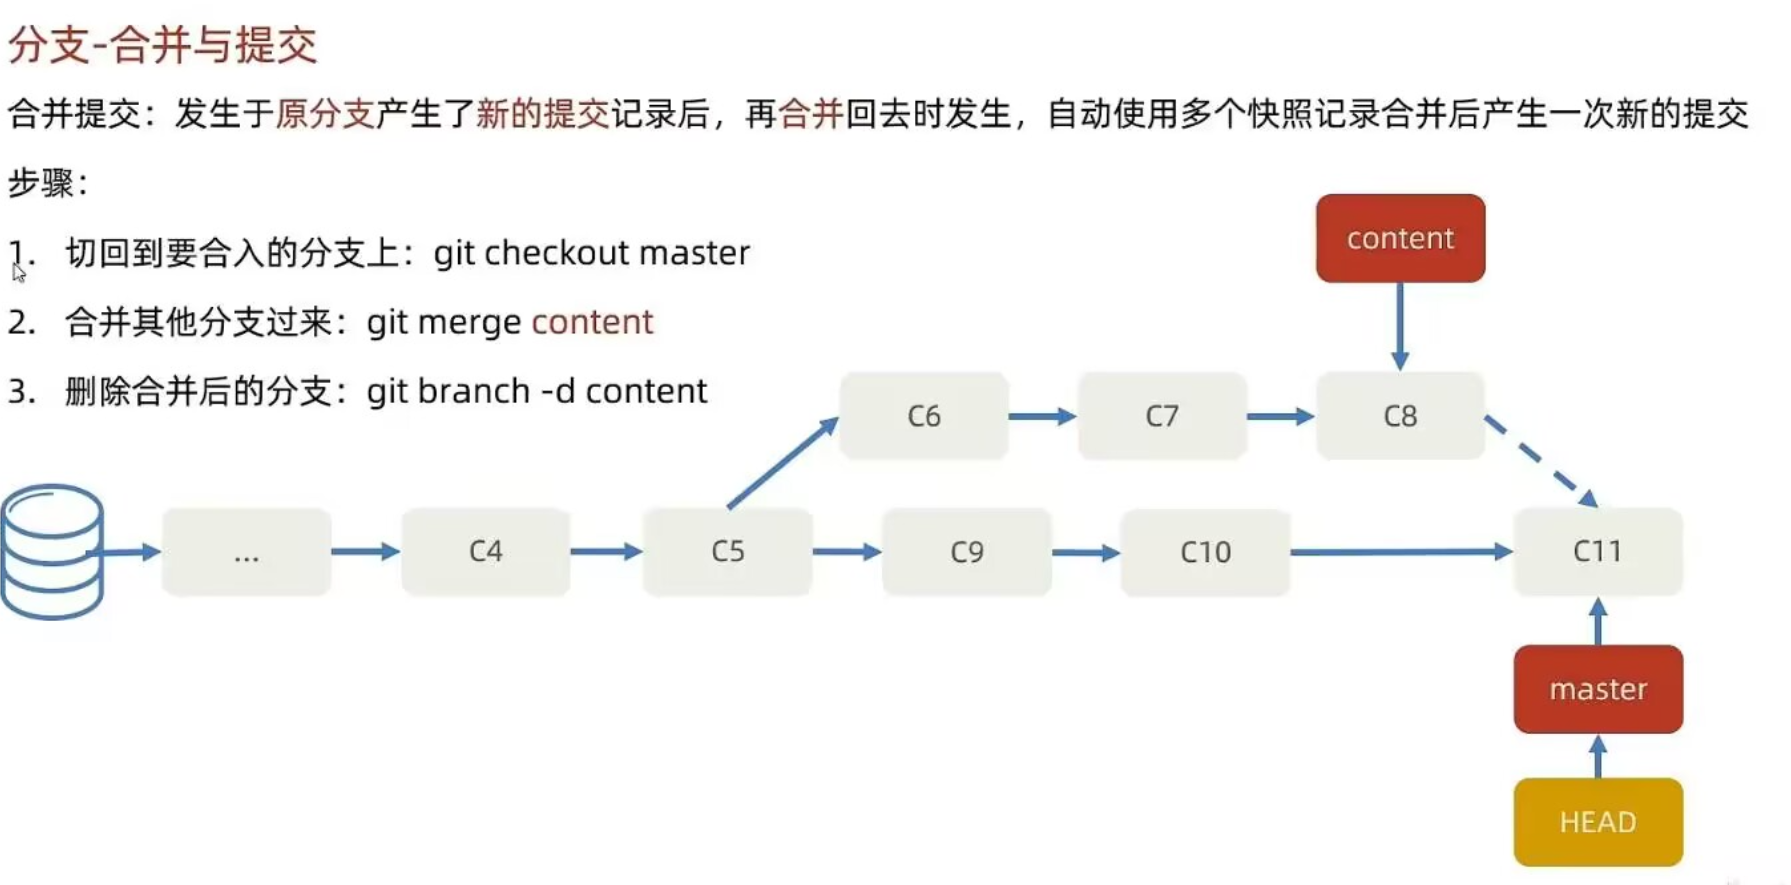 分支-合并与提交
合并提交：发生于原分支产生了新的提交记录后，再合并回去时发生，自动使用多个快照记录合并后产生一次新的提交
步骤：
1. 切回到要合入的分支上：git checkout master
2. 合并其他分支过来：git merge content
3. 删除合并后的分支：git branch -d content
content
C6
C7
C8
...
C4
C5
C9
C10
C11
master
HEAD